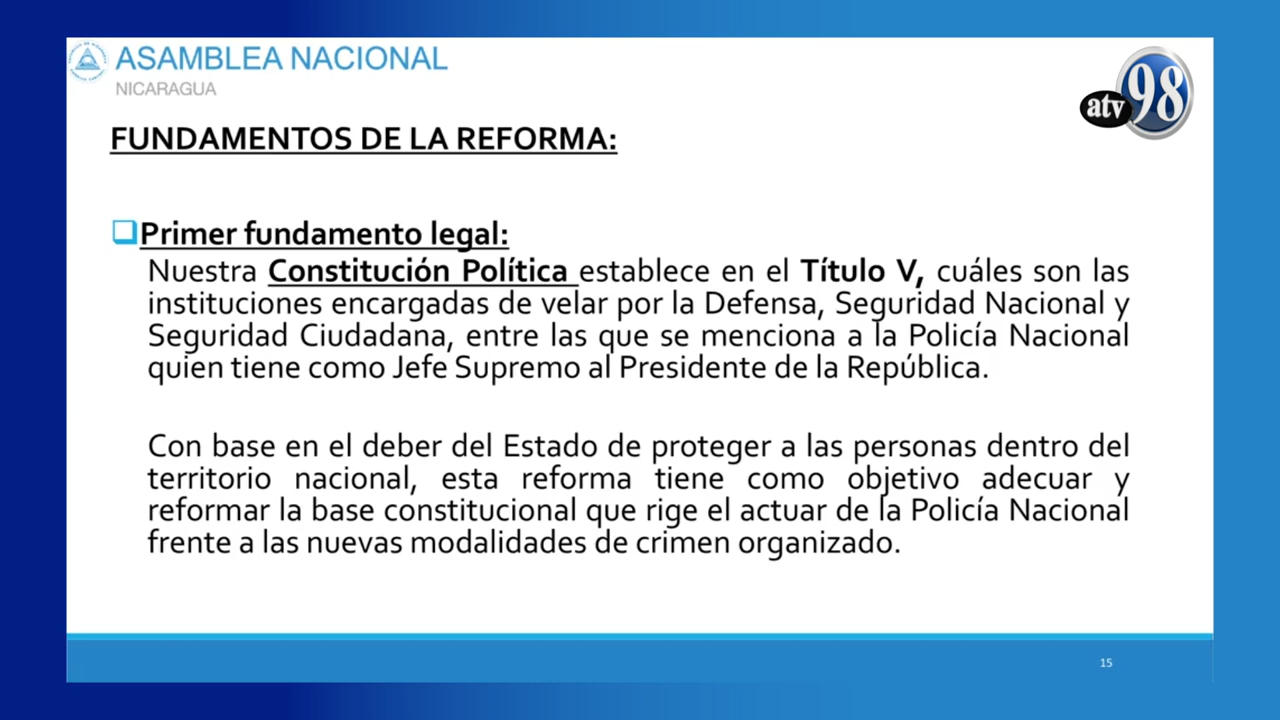 ASAMBLEA NACIONAL
NICARAGUA
atv 98
FUNDAMENTOS DE LA REFORMA:
Primer fundamento legal:
Nuestra Constitución Política establece en el Título V, cuáles son las
instituciones encargadas de velar por la Defensa, Seguridad Nacional y
Seguridad Ciudadana, entre las que se menciona a la Policía Nacional
quien tiene como Jefe Supremo al Presidente de la República.
Con base en el deber del Estado de proteger a las personas dentro del
territorio nacional, esta reforma tiene como objetivo adecuar y
reformar la base constitucional que rige el actuar de la Policía Nacional
frente a las nuevas modalidades de crimen organizado.
15